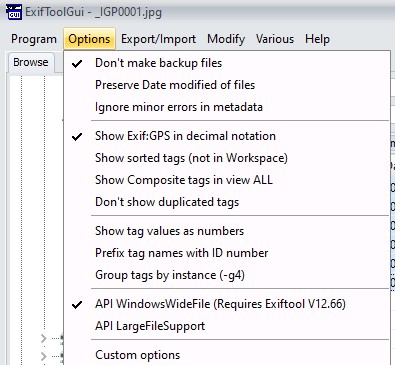 ExifToolGui - _IGP0001.jpg
Program Options Export/Import Modify Various Help
Browse
Don't make backup files
Preserve Date modified of files
Ignore minor errors in metadata
Show Exif:GPS in decimal notation
Show sorted tags (not in Workspace)
Show Composite tags in view ALL
Don't show duplicated tags
Show tag values as numbers
Prefix tag names with ID number
Group tags by instance (-g4)
API WindowsWideFile (Requires Exiftool V12.66)
API LargeFileSupport
Custom options